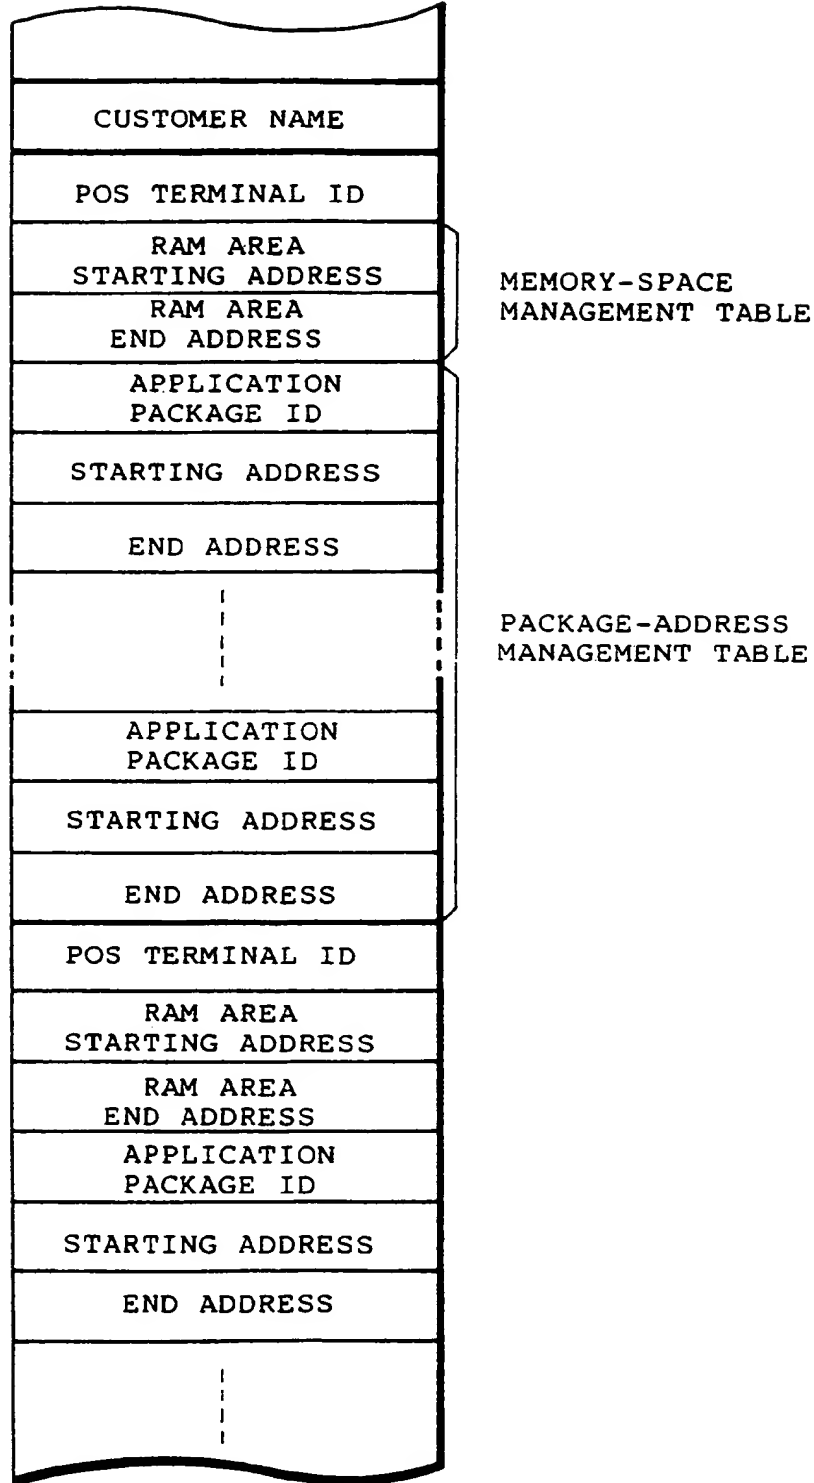 CUSTOMER NAME
POS TERMINAL ID
RAM AREA
STARTING ADDRESS
RAM AREA
END ADDRESS
MEMORY-SPACE
MANAGEMENT TABLE
APPLICATION
PACKAGE ID
STARTING ADDRESS
END ADDRESS
PACKAGE-ADDRESS
MANAGEMENT TABLE
APPLICATION
PACKAGE ID
STARTING ADDRESS
END ADDRESS
POS TERMINAL ID
RAM AREA
STARTING ADDRESS
RAM AREA
END ADDRESS
APPLICATION
PACKAGE ID
STARTING ADDRESS
END ADDRESS